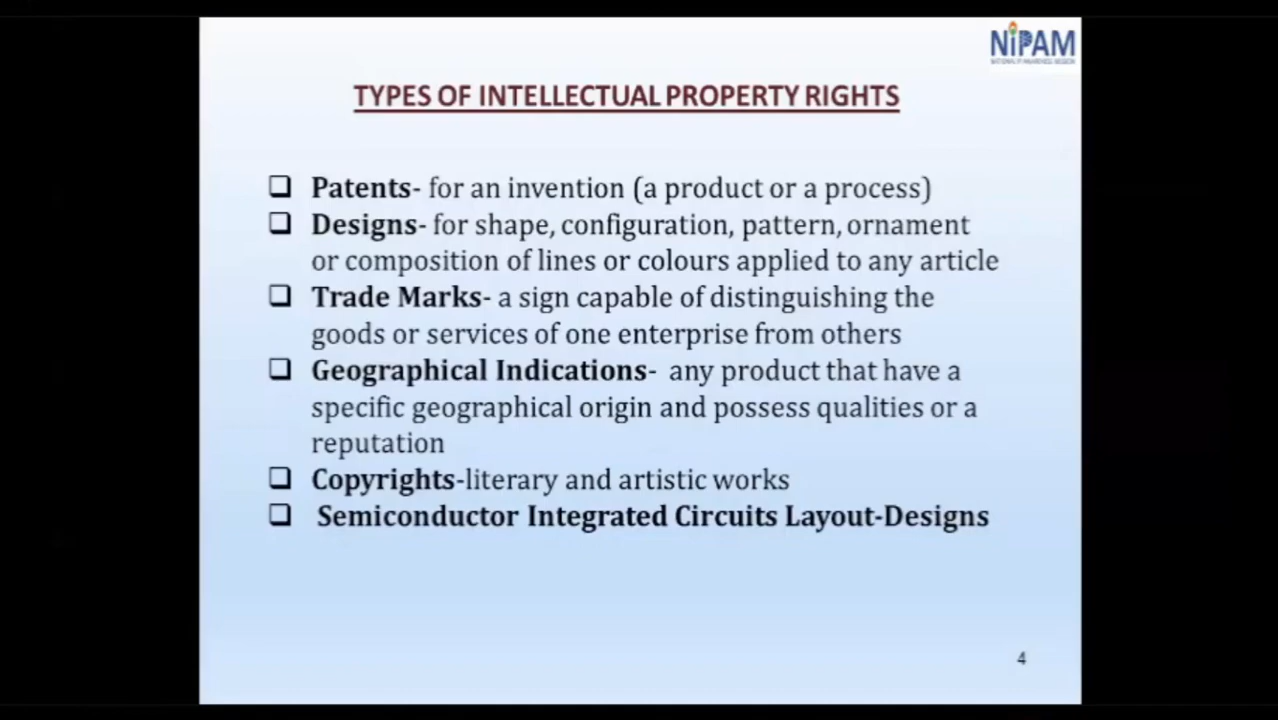 NiPAM
TYPES OF INTELLECTUAL PROPERTY RIGHTS
Patents- for an invention (a product or a process)
Designs- for shape, configuration, pattern, ornament
or composition of lines or colours applied to any article
Trade Marks- a sign capable of distinguishing the
goods or services of one enterprise from others
Geographical Indications- any product that have a
specific geographical origin and possess qualities or a
reputation
Copyrights-literary and artistic works
Semiconductor Integrated Circuits Layout-Designs
4